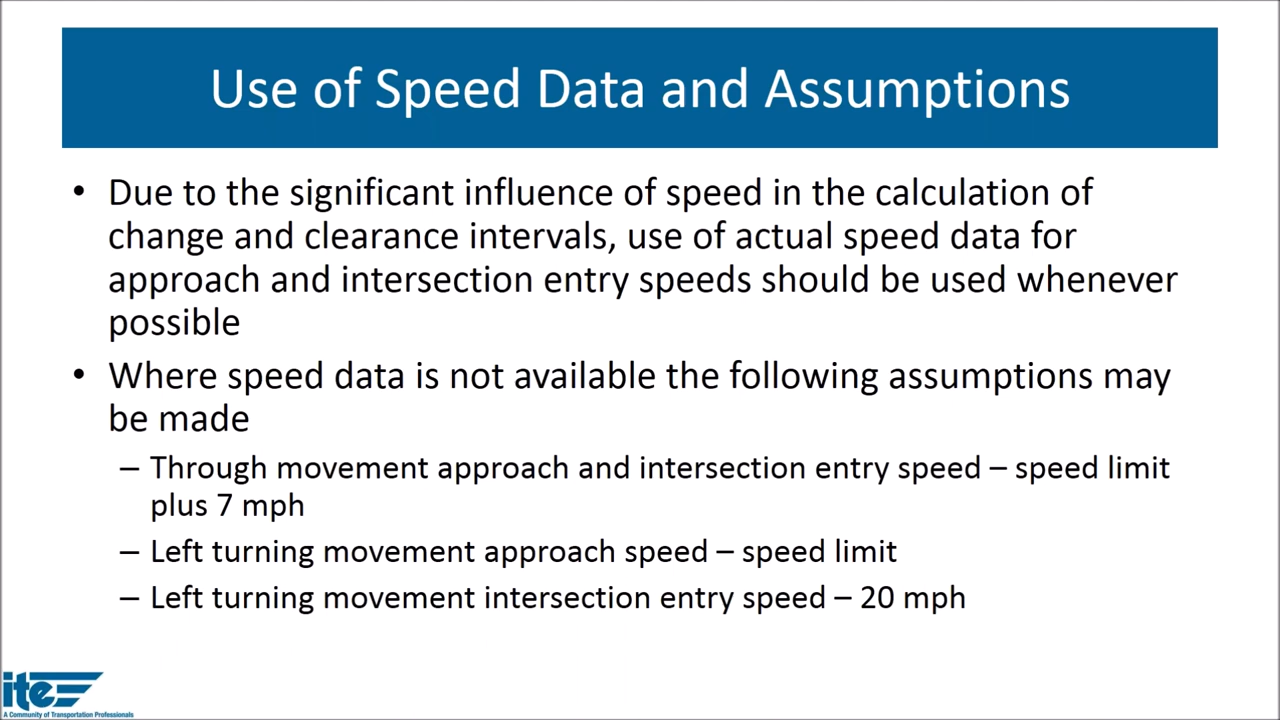 Use of Speed Data and Assumptions
• Due to the significant influence of speed in the calculation of
change and clearance intervals, use of actual speed data for
approach and intersection entry speeds should be used whenever
possible
• Where speed data is not available the following assumptions may
be made
– Through movement approach and intersection entry speed – speed limit
plus 7 mph
– Left turning movement approach speed – speed limit
– Left turning movement intersection entry speed – 20 mph
ite
A Community of Transportation Professionals